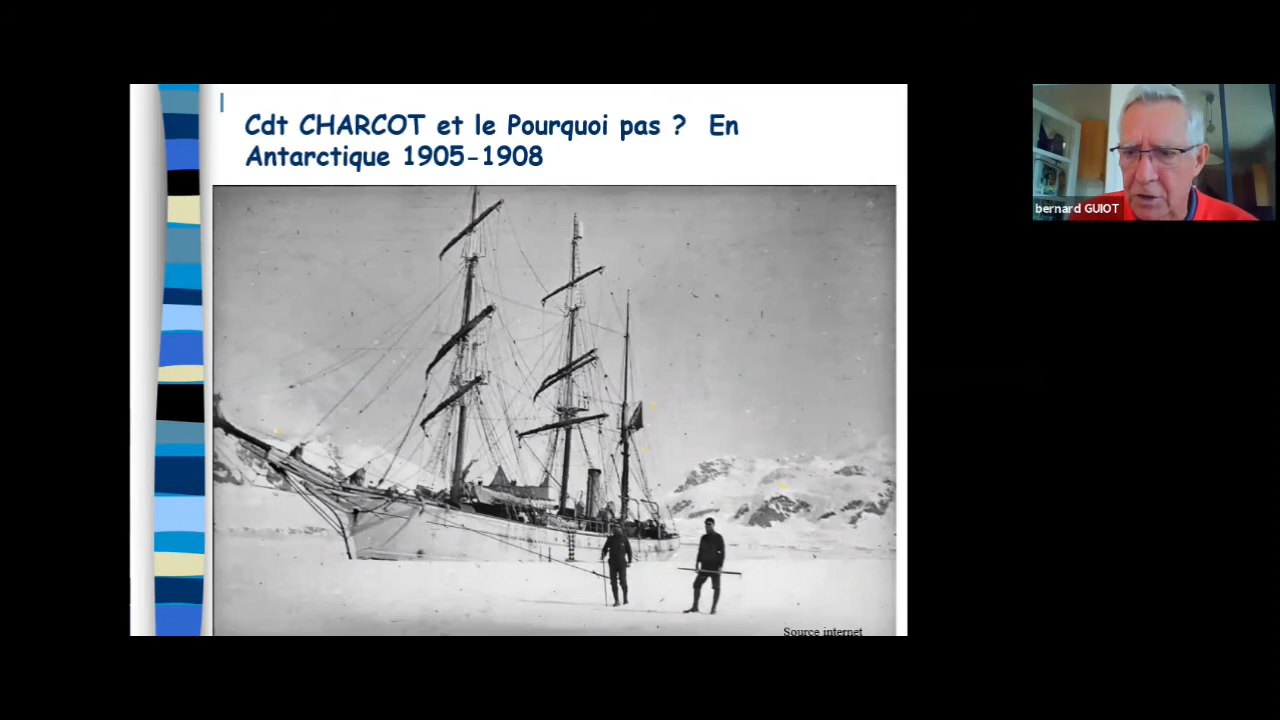 Cdt CHARCOT et le Pourquoi pas ?  En
Antarctique 1905-1908
bernard GUIOT
Source internet